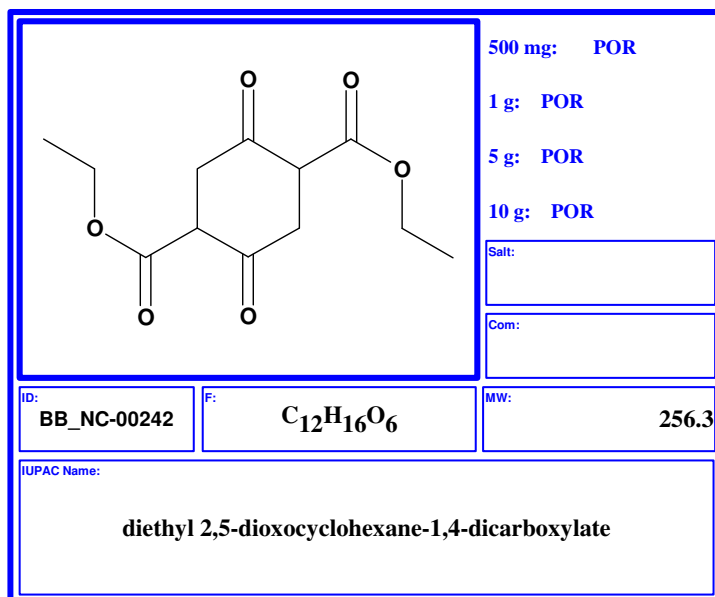 O
O
500 mg: POR
1 g: POR
O
5 g: POR
O
10 g: POR
O
O
Salt:
Com:
ID:
BB_NC-00242
F:
C12H16O6
MW:
256.3
IUPAC Name:
diethyl 2,5-dioxocyclohexane-1,4-dicarboxylate